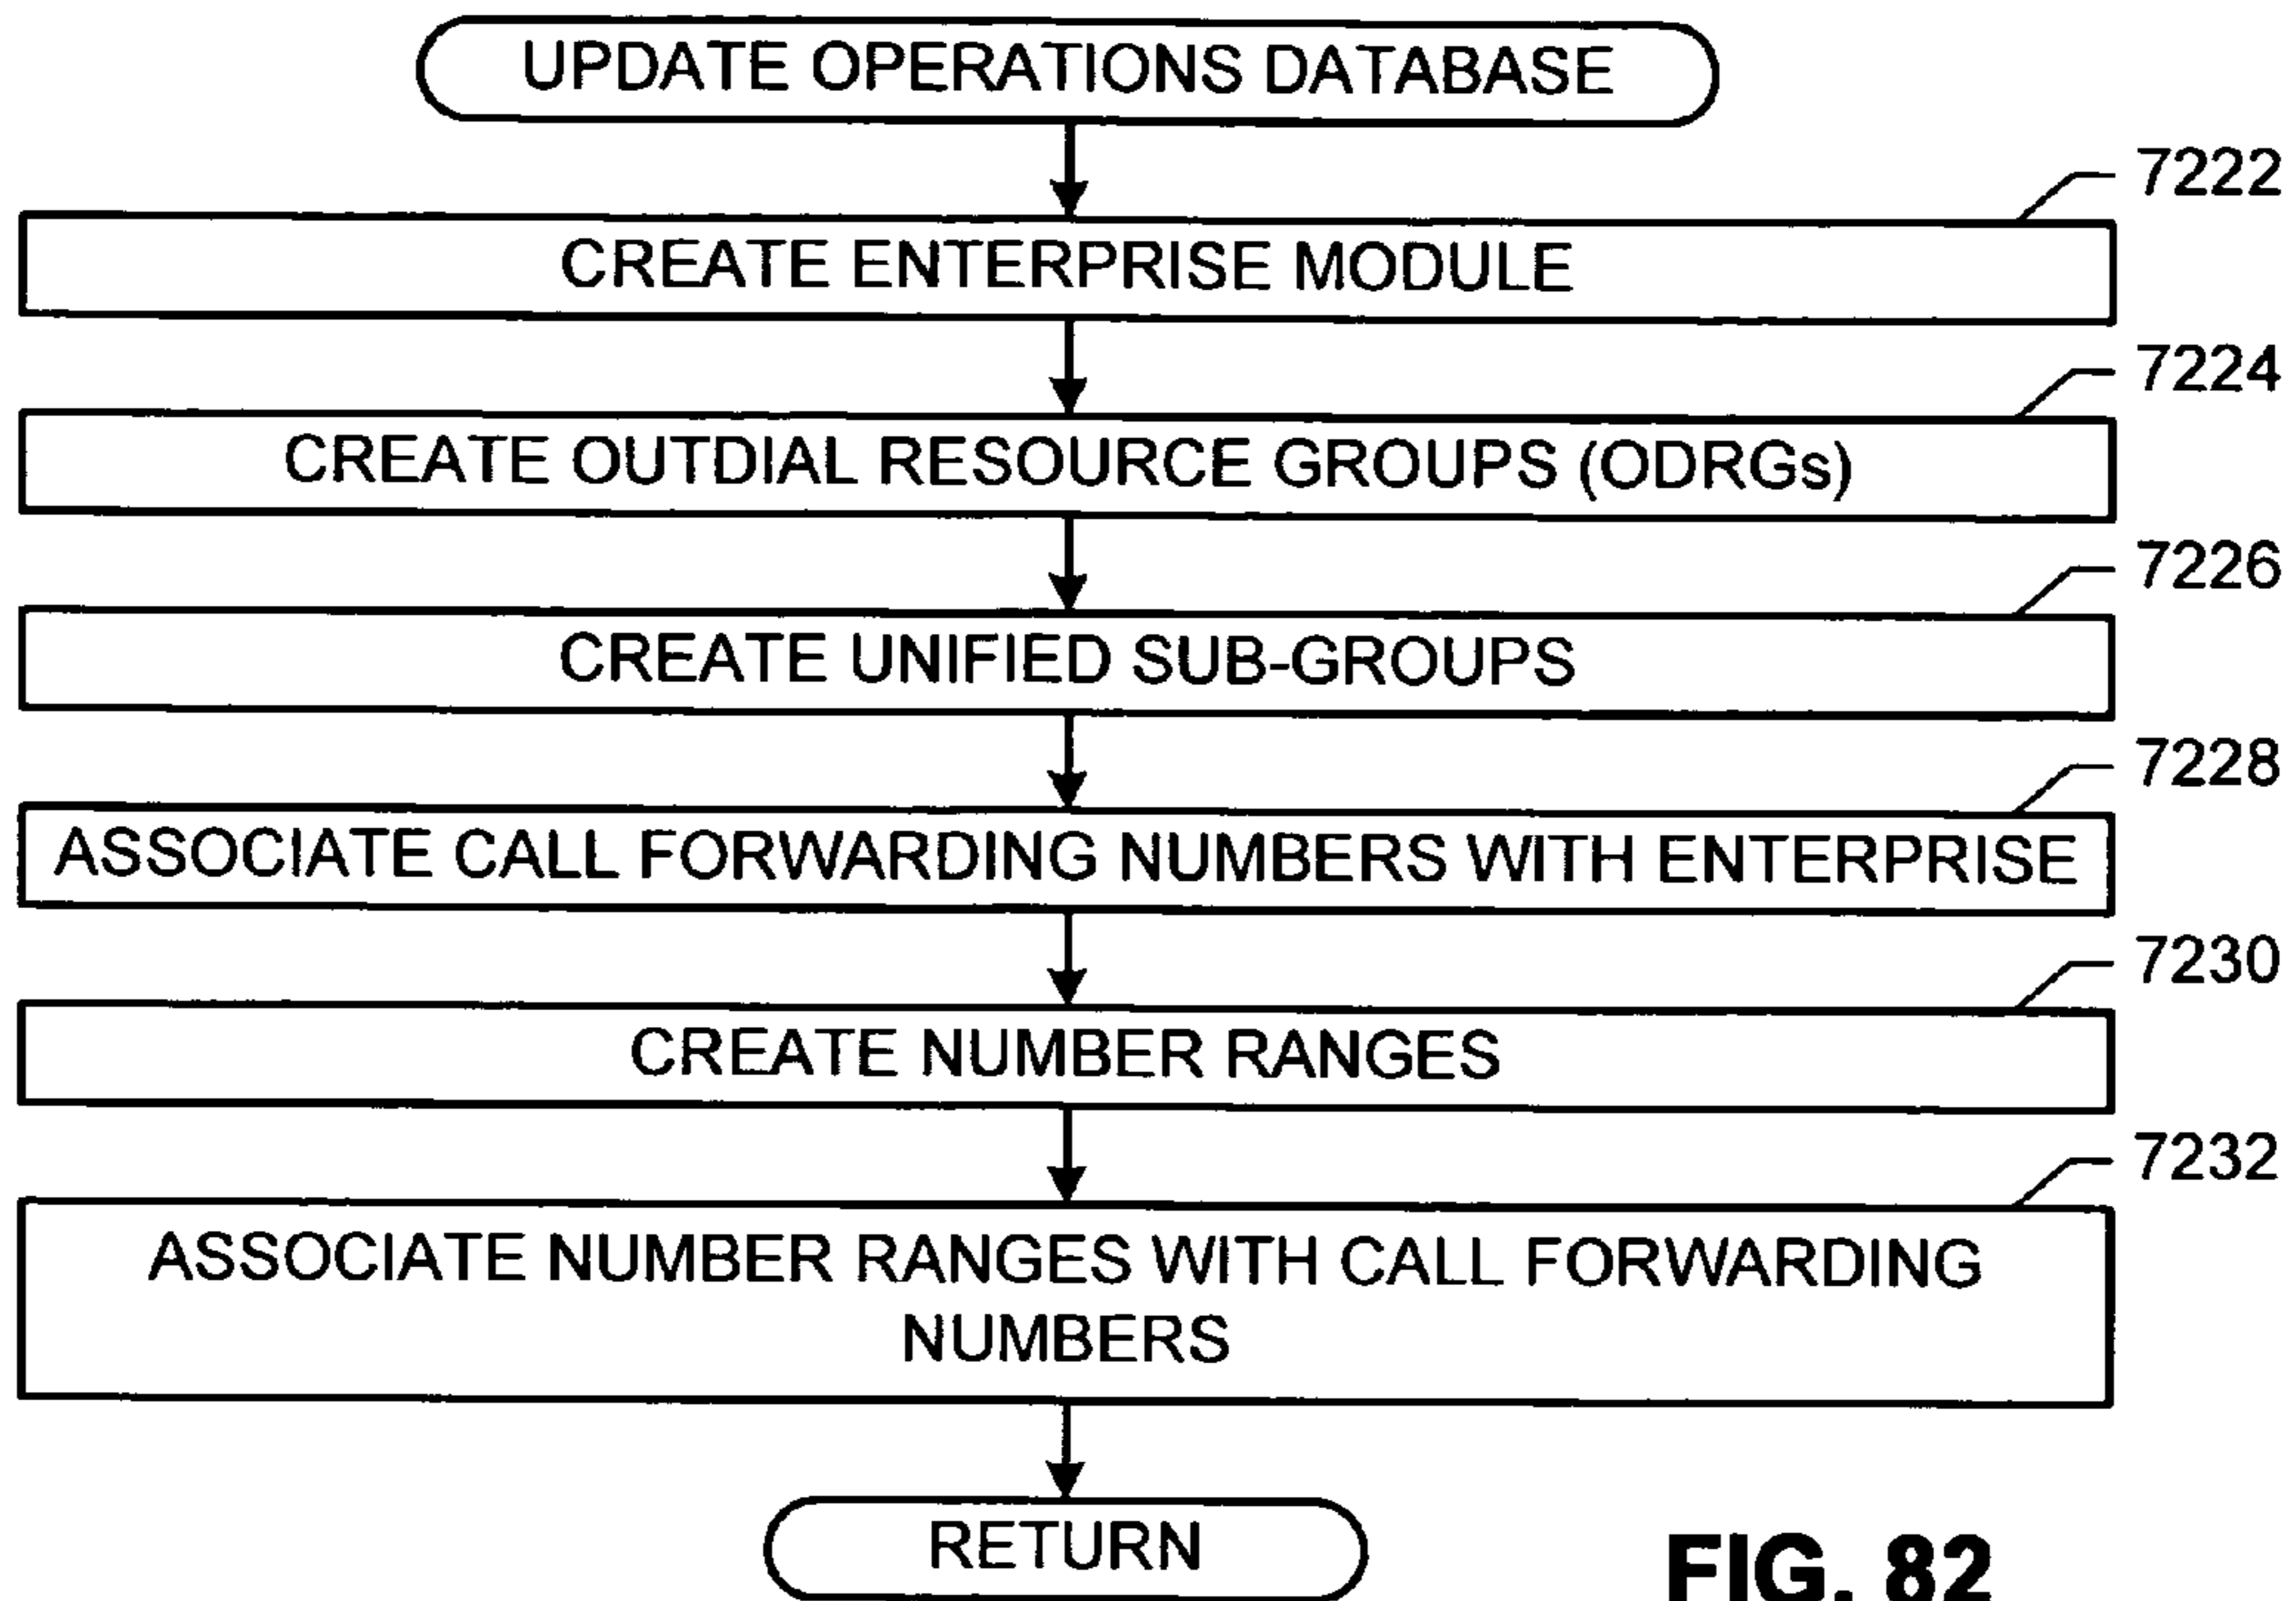 UPDATE OPERATIONS DATABASE
7222
CREATE ENTERPRISE MODULE
7224
CREATE OUTDIAL RESOURCE GROUPS (ODRGs)
7226
CREATE UNIFIED SUB-GROUPS
7228
ASSOCIATE CALL FORWARDING NUMBERS WITH ENTERPRISE
7230
CREATE NUMBER RANGES
7232
ASSOCIATE NUMBER RANGES WITH CALL FORWARDING
NUMBERS
RETURN
FIG. 82